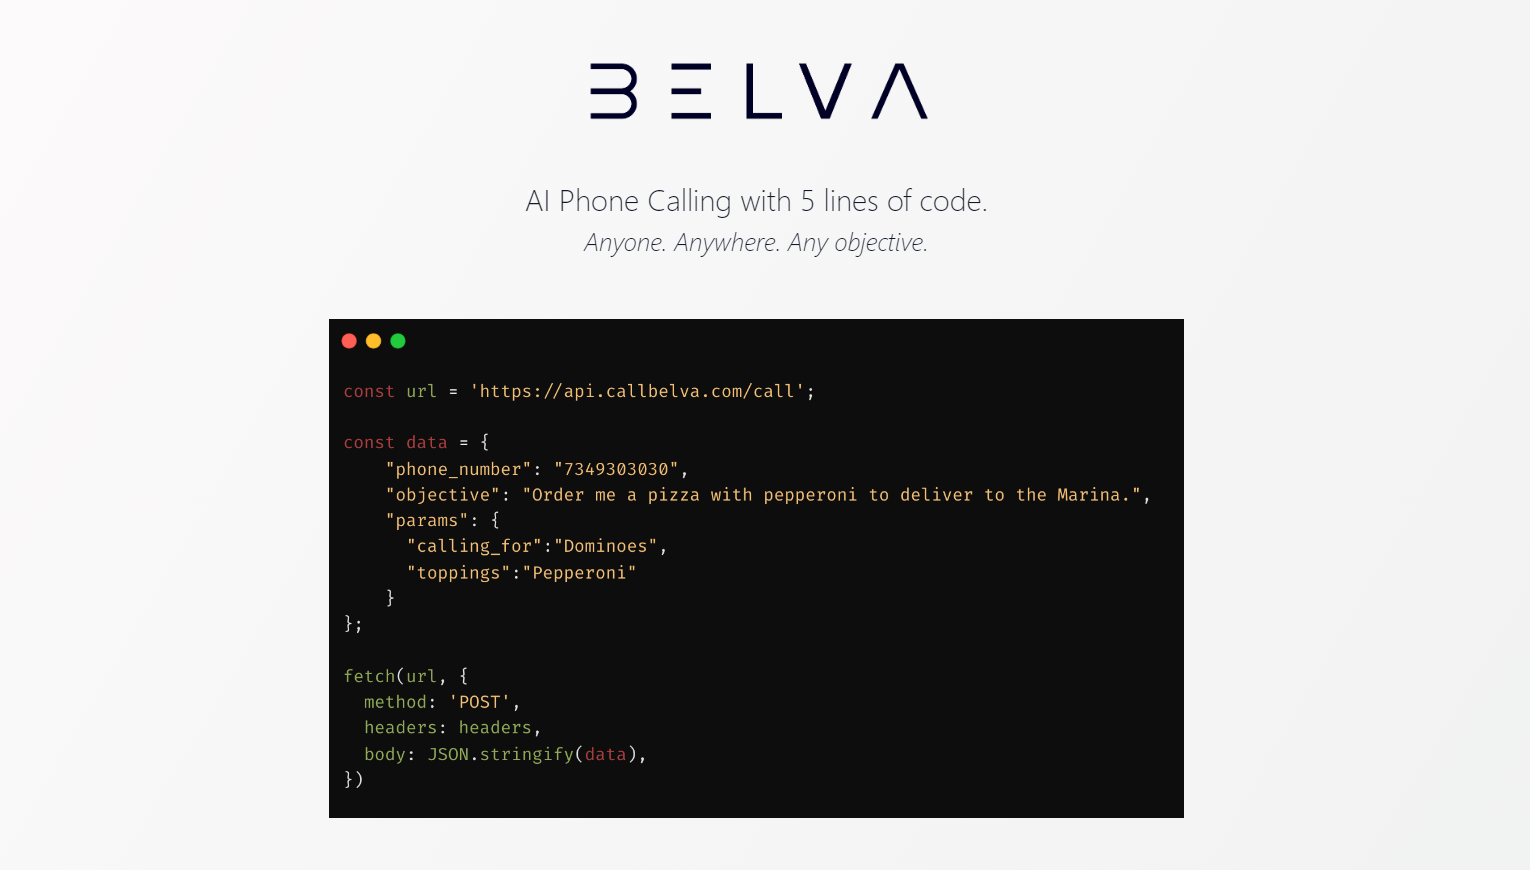 BELVA
AI Phone Calling with 5 lines of code.
Anyone. Anywhere. Any objective.
const url = 'https://api.callbelva.com/call';
const data = {
"phone_number": "7349303030",
"objective": "Order me a pizza with pepperoni to deliver to the Marina.",
"params": {
"calling_for":"Dominoes",
"toppings":"Pepperoni"
}
};
fetch(url, {
method: 'POST',
headers: headers,
body: JSON.stringify(data),
})